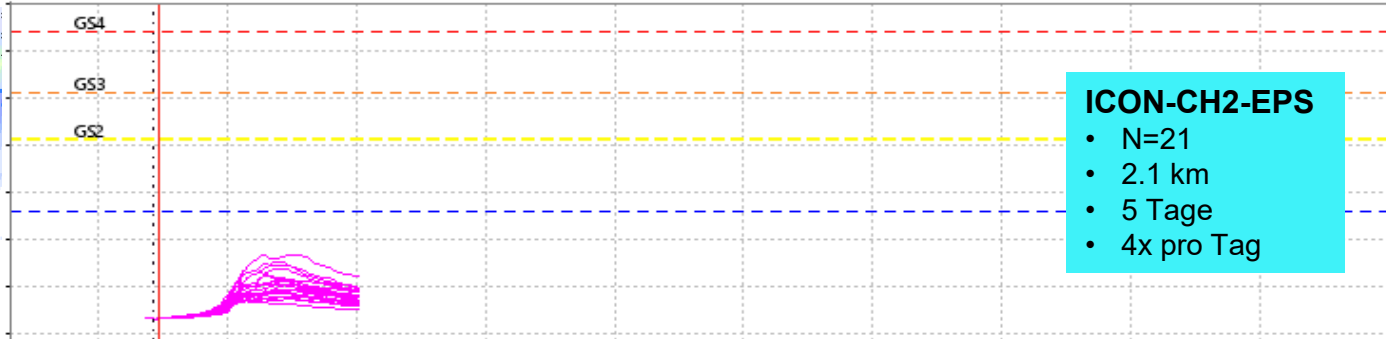 GS4
GS3
GS2
ICON-CH2-EPS
• N=21
• 2.1 km
• 5 Tage
• 4x pro Tag